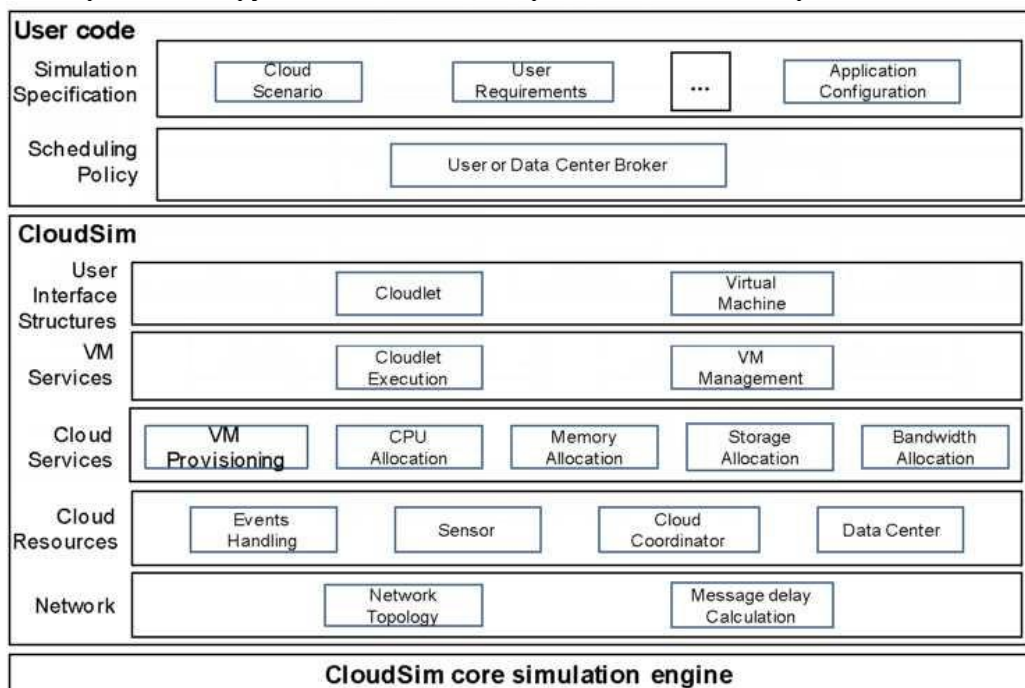 User code
Simulation
Specification
Cloud
Scenario
User
Requirements
...
Application
Configuration
Scheduling
Policy
User or Data Center Broker
CloudSim
User
Interface
Structures
Cloudlet
Virtual
Machine
VM
Services
Cloudlet
Execution
VM
Management
Cloud
Services
VM
Provisioning
CPU
Allocation
Memory
Allocation
Storage
Allocation
Bandwidth
Allocation
Cloud
Resources
Events
Handling
Sensor
Cloud
Coordinator
Data Center
Network
Network
Topology
Message delay
Calculation
CloudSim core simulation engine